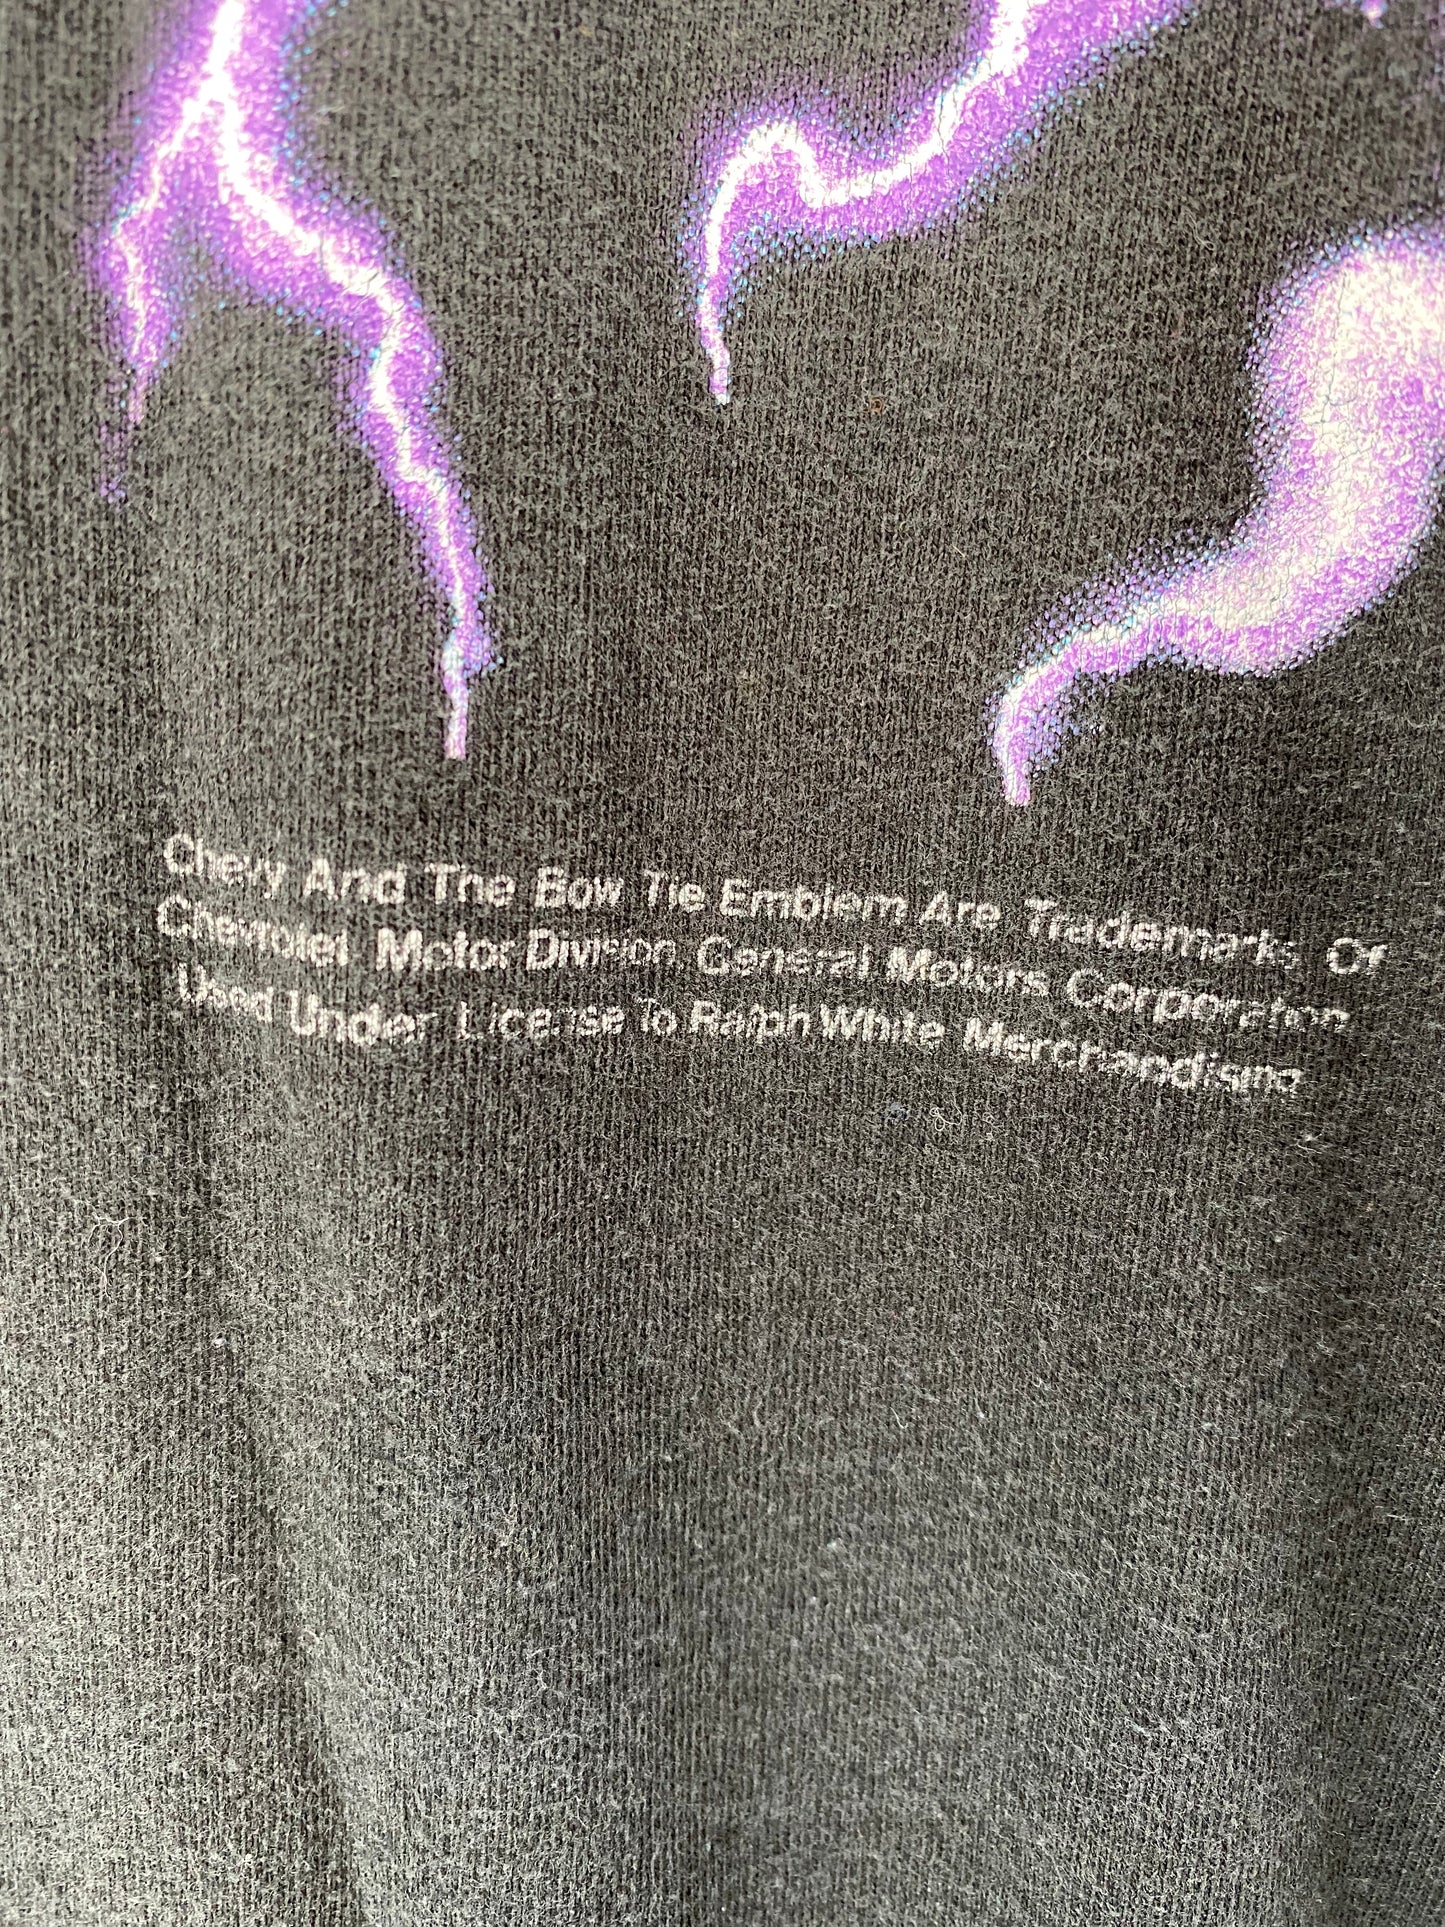 Chevy And The Bow Tie Emblem Are Trademarks Of
Chevrolet Motor Division, General Motors Corporation
Used Under License To Ralph White Merchandising